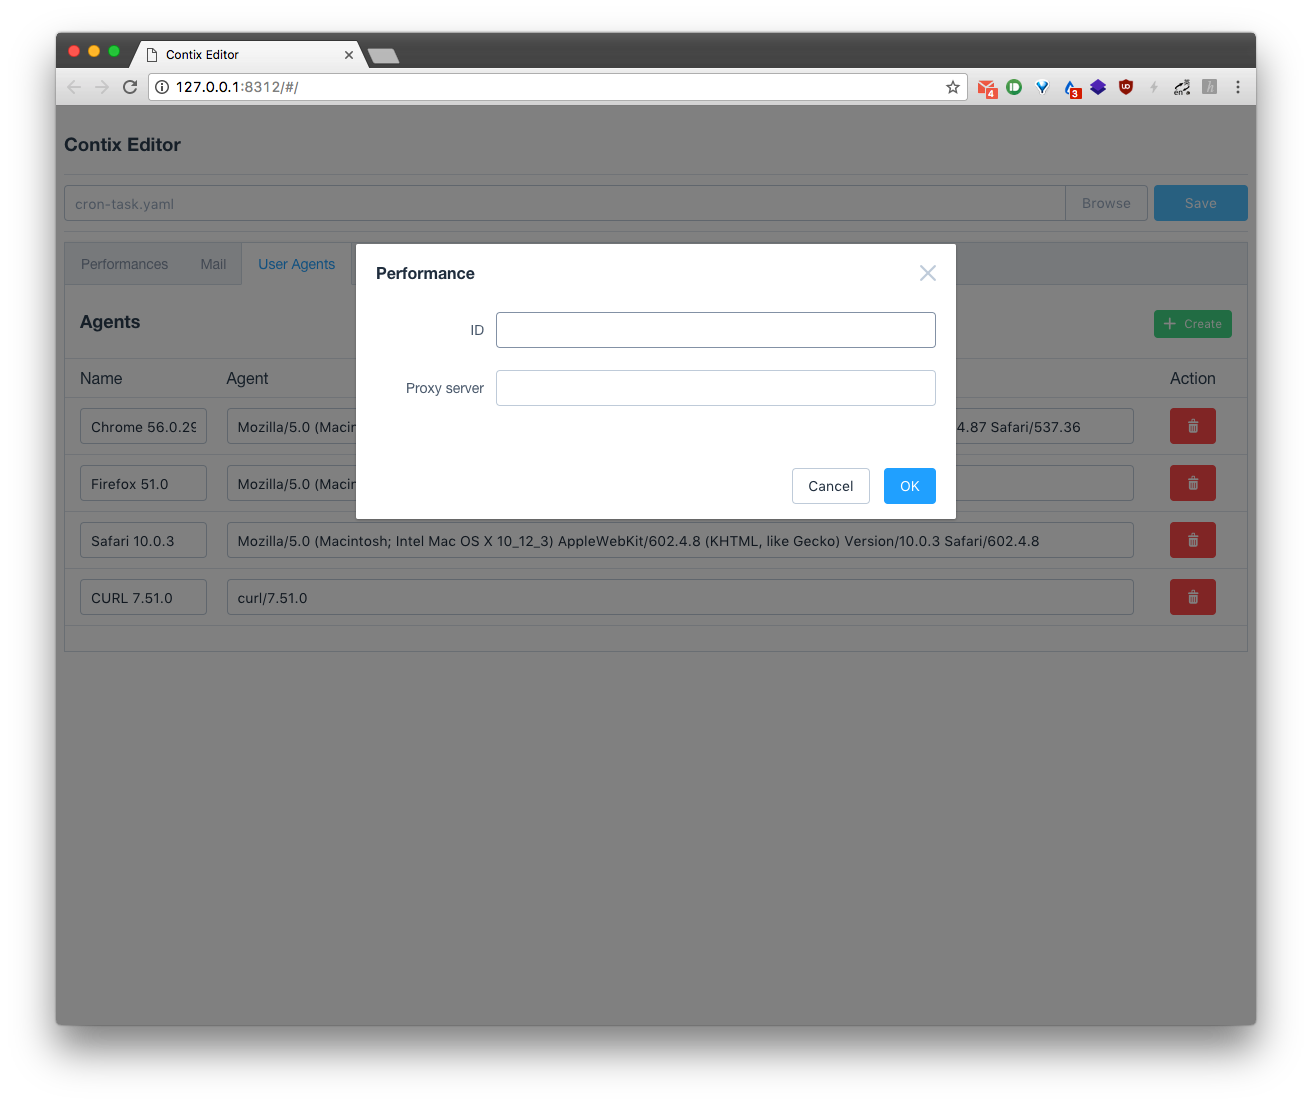 Contix Editor
127.0.0.1:8312/#/
4
3
en
h
Contix Editor
cron-task.yaml
Browse
Save
Performances
Mail
User Agents
Performance
ID
Proxy server
Cancel
OK
Agents
Create
Name
Agent
Action
Chrome 56.0.29
Mozilla/5.0 (Macin
4.87 Safari/537.36
Firefox 51.0
Mozilla/5.0 (Macin
Safari 10.0.3
Mozilla/5.0 (Macintosh; Intel Mac OS X 10_12_3) AppleWebKit/602.4.8 (KHTML, like Gecko) Version/10.0.3 Safari/602.4.8
CURL 7.51.0
curl/7.51.0